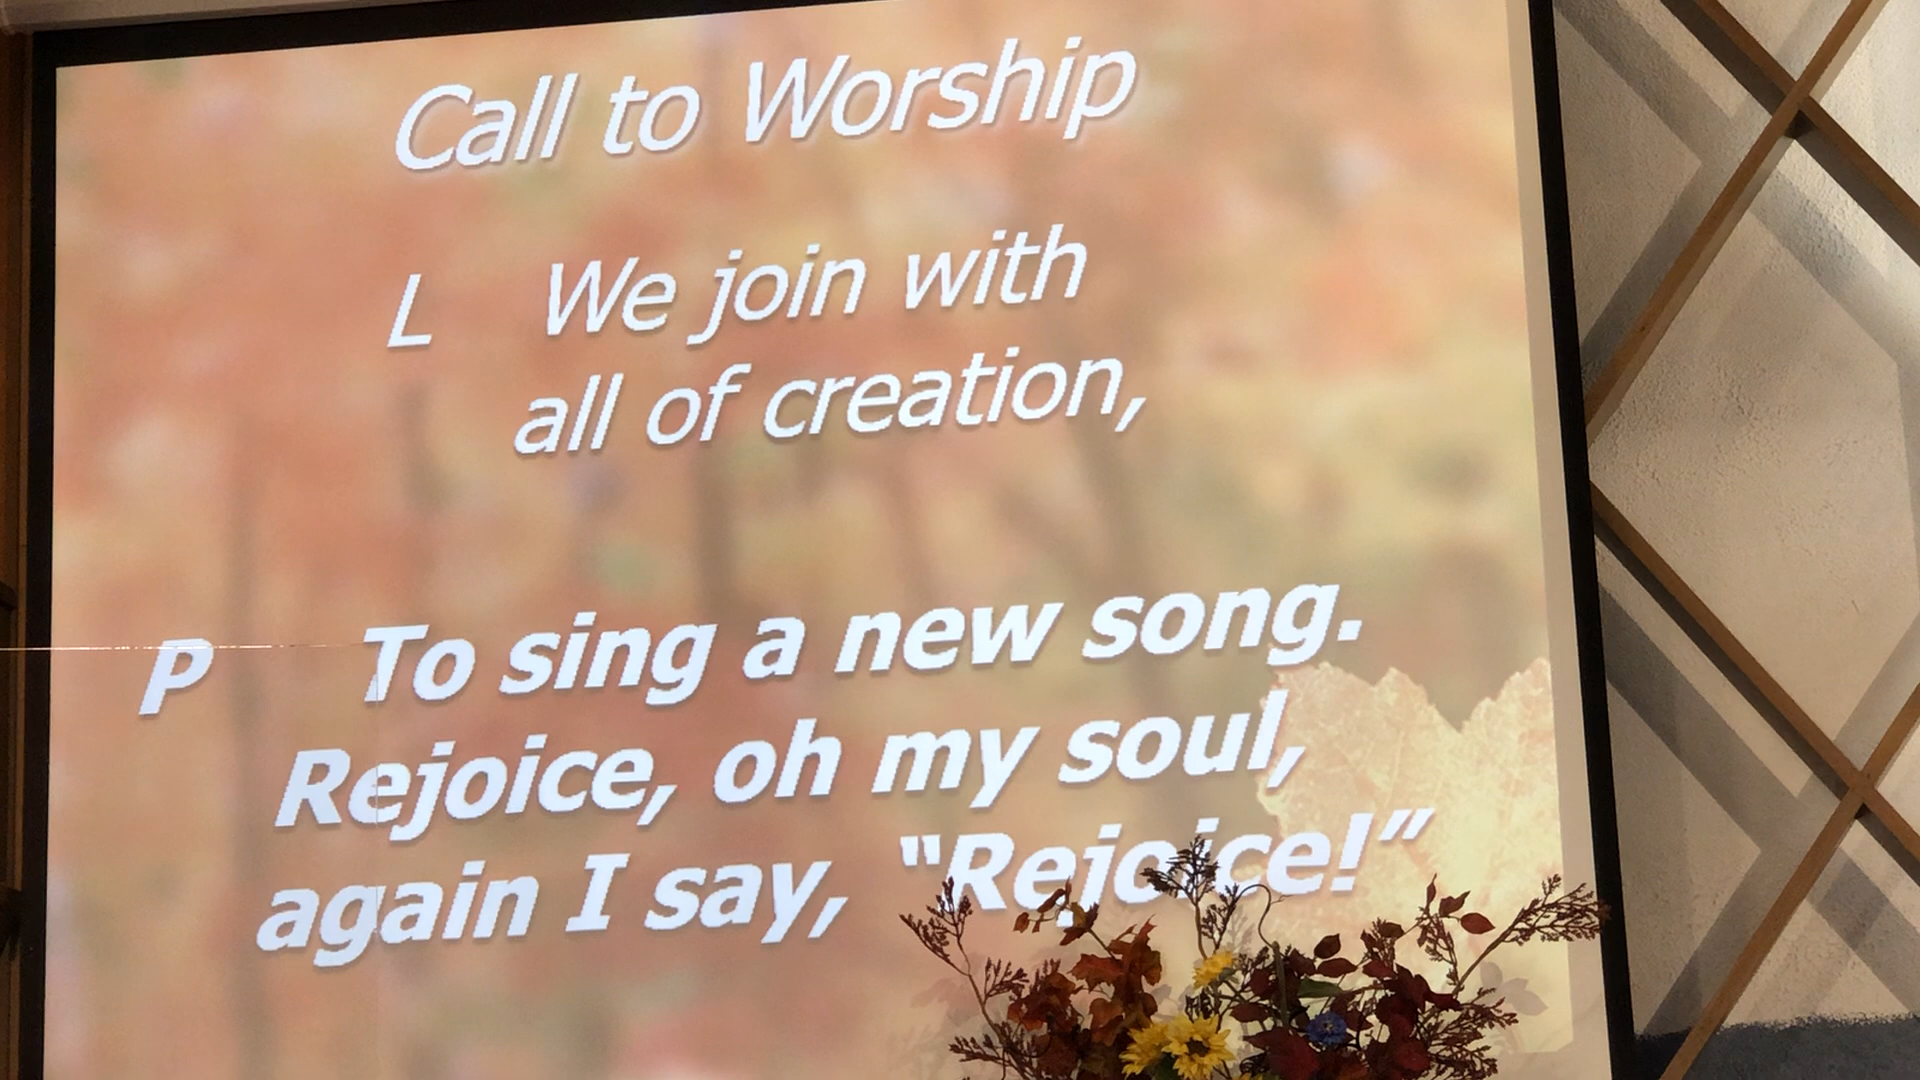 Call to Worship
L We join with
all of creation,
P To sing a new song.
Rejoice, oh my soul,
again I say, “Rejoice!”